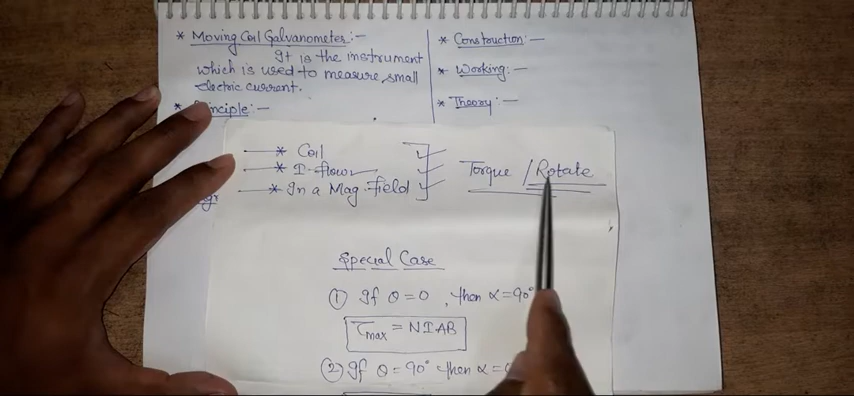 * Moving Coil Galvanometer:-
It is the instrument
which is used to measure small
electric current.
* Principle:-
* Construction:-
* Working:-
* Theory:-
* Coil
* I-flow
* In a Mag. Field
Torque / Rotate
Special Case
① If θ=0, then α=90°
τmax = NIAB
② If θ=90° then α=